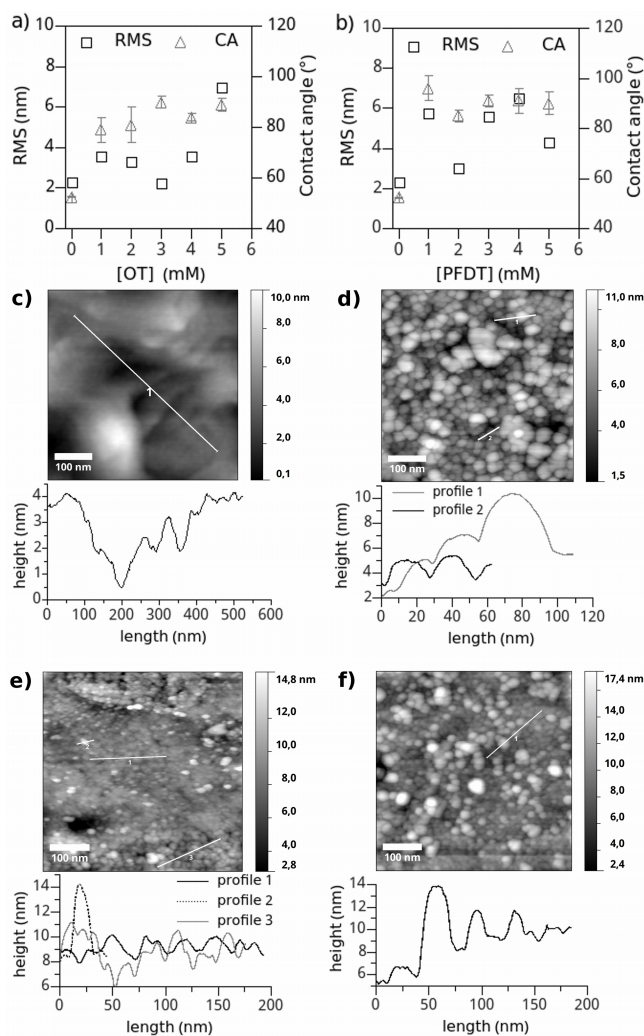 a)
RMS
CA
10
8
6
4
2
0
RMS (nm)
120
100
80
60
40
Contact angle (°)
0 1 2 3 4 5 6
[OT] (mM)
b)
RMS
CA
10
8
6
4
2
0
RMS (nm)
120
100
80
60
40
Contact angle (°)
0 1 2 3 4 5 6
[PFDT] (mM)
c)
1
100 nm
10,0 nm
8,0
6,0
4,0
2,0
0,1
4
3
2
1
0
height (nm)
0 100 200 300 400 500 600
length (nm)
d)
1
2
100 nm
11,0 nm
8,0
6,0
4,0
1,5
profile 1
profile 2
10
8
6
4
2
height (nm)
0 20 40 60 80 100 120
length (nm)
e)
2
1
3
100 nm
14,8 nm
12,0
10,0
8,0
6,0
4,0
2,8
profile 1
profile 2
profile 3
14
12
10
8
6
height (nm)
0 50 100 150 200
length (nm)
f)
1
100 nm
17,4 nm
14,0
12,0
10,0
8,0
6,0
4,0
2,4
14
12
10
8
6
height (nm)
0 50 100 150 200
length (nm)